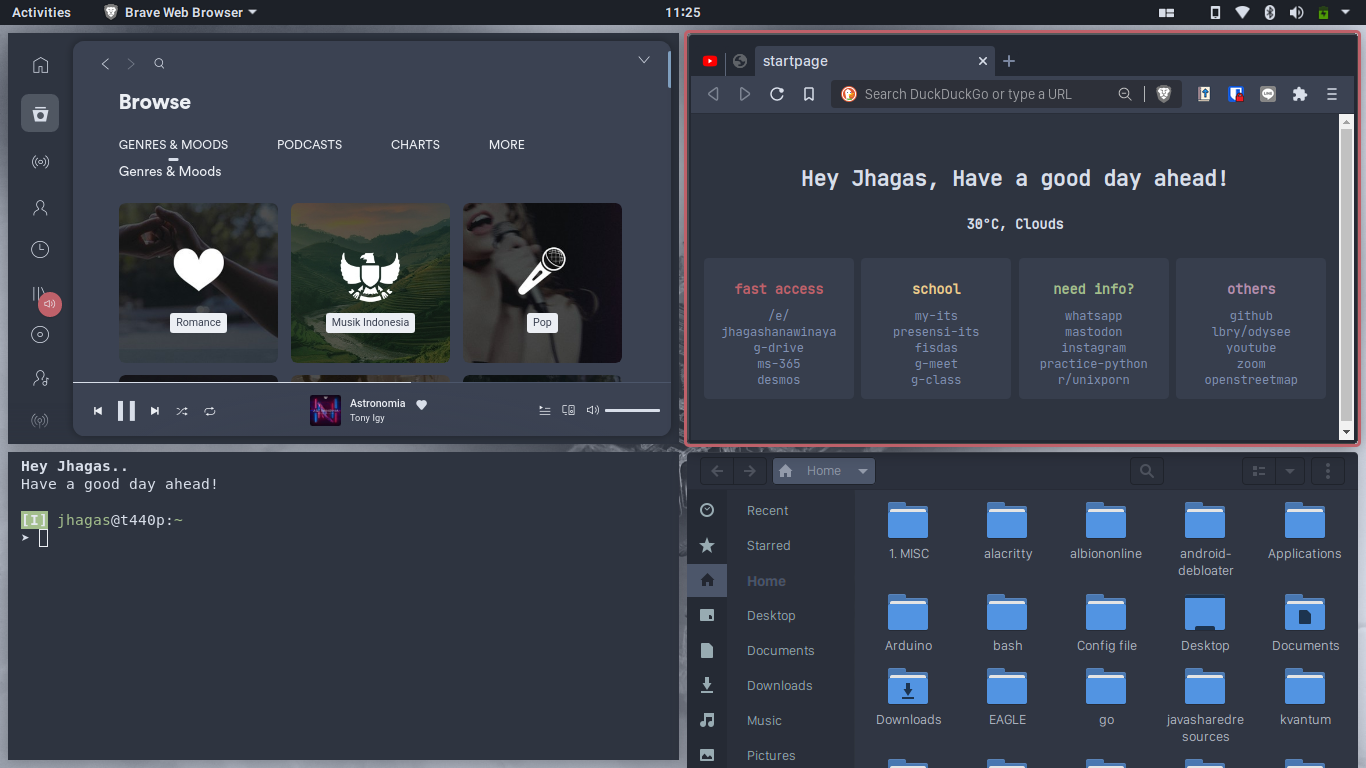 Activities
Brave Web Browser
11:25
Browse
GENRES & MOODS
PODCASTS
CHARTS
MORE
Genres & Moods
Romance
Musik Indonesia
Pop
Astronomia
Tony Igy
startpage
Search DuckDuckGo or type a URL
Hey Jhagas, Have a good day ahead!
30°C, Clouds
fast access
/e/
jhagashanawinaya
g-drive
ms-365
desmos
school
my-its
presensi-its
fisdas
g-meet
g-class
need info?
whatsapp
mastodon
instagram
practice-python
r/unixporn
others
github
lbry/odysee
youtube
zoom
openstreetmap
Hey Jhagas..
Have a good day ahead!
[I] jhagas@t440p:~
➤
Home
Recent
Starred
Home
Desktop
Documents
Downloads
Music
Pictures
1. MISC
alacritty
albiononline
android-
debloater
Applications
Arduino
bash
Config file
Desktop
Documents
Downloads
EAGLE
go
javasharedre
sources
kvantum